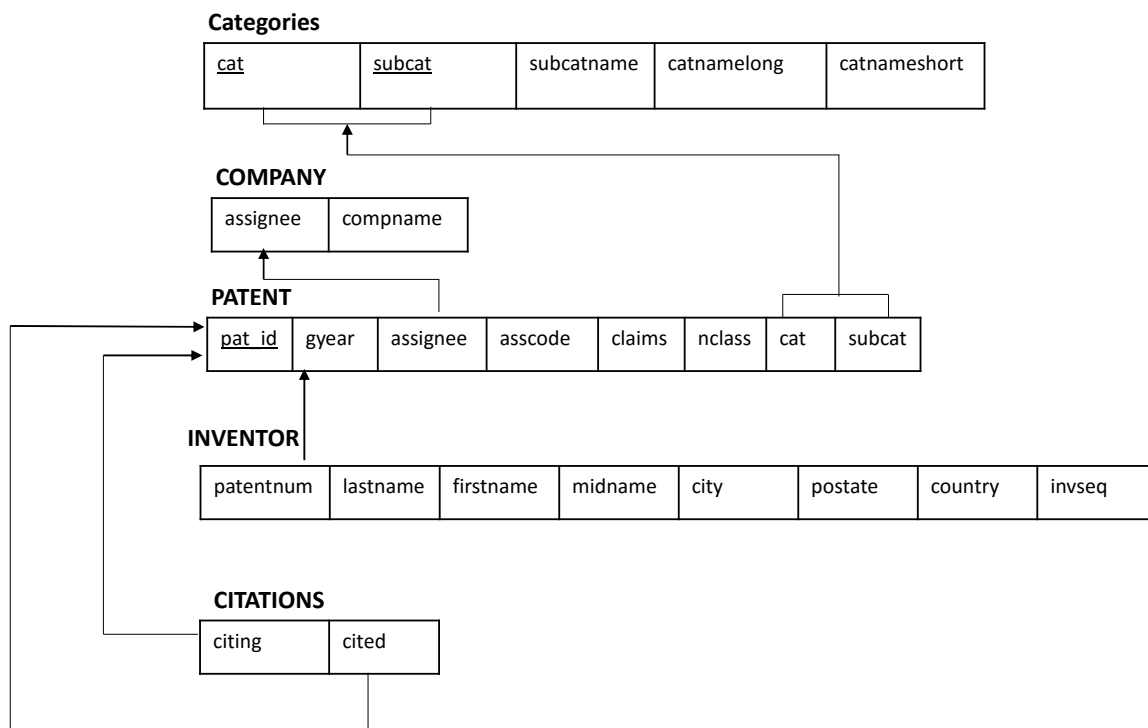 Categories
cat subcat subcatname catnamelong catnameshort
COMPANY
assignee compname
PATENT
pat_id gyear assignee asscode claims nclass cat subcat
INVENTOR
patentnum lastname firstname midname city postate country invseq
CITATIONS
citing cited